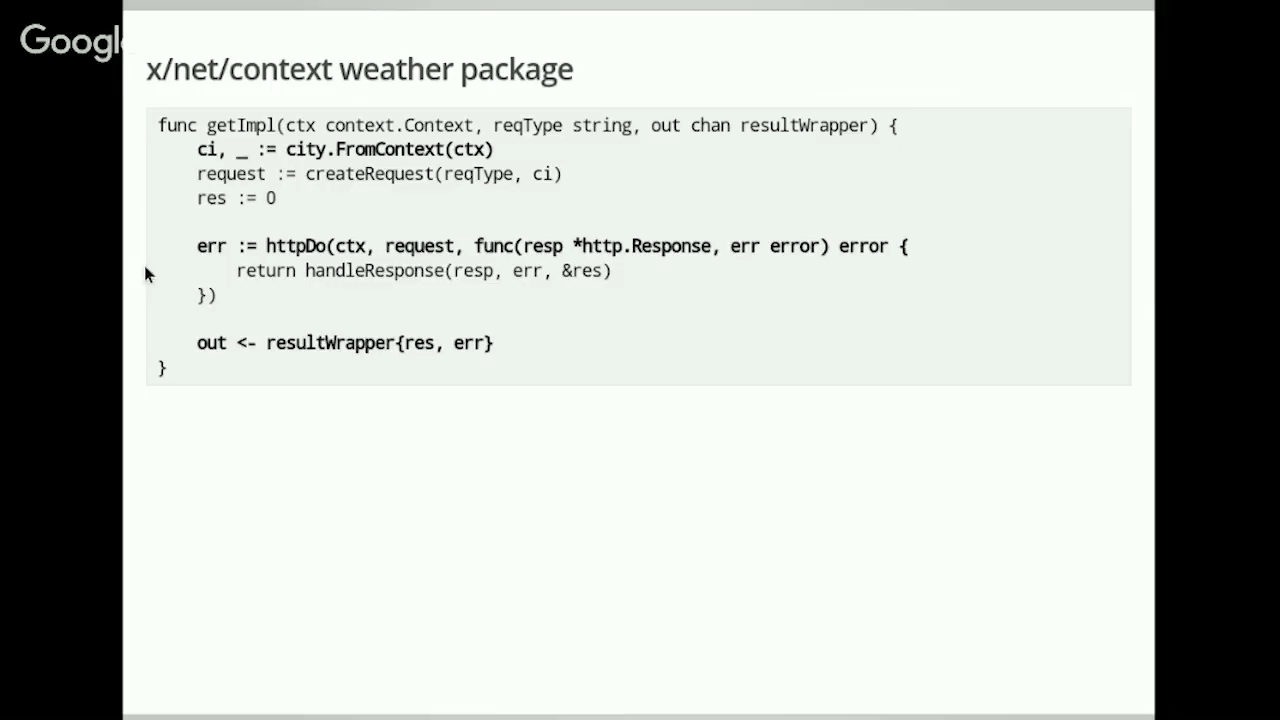 Google
x/net/context weather package
func getImpl(ctx context.Context, reqType string, out chan resultWrapper) {
    ci, _ := city.FromContext(ctx)
    request := createRequest(reqType, ci)
    res := 0
    err := httpDo(ctx, request, func(resp *http.Response, err error) error {
        return handleResponse(resp, err, &res)
    })
    out <- resultWrapper{res, err}
}